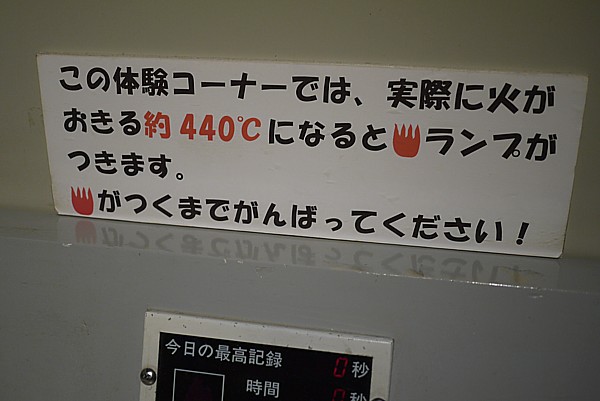 この体験コーナーでは、実際に火が
おきる約440℃になるとランプが
つきます。
がつくまでがんばってください!
今日の最高記録 0秒
時間 0秒